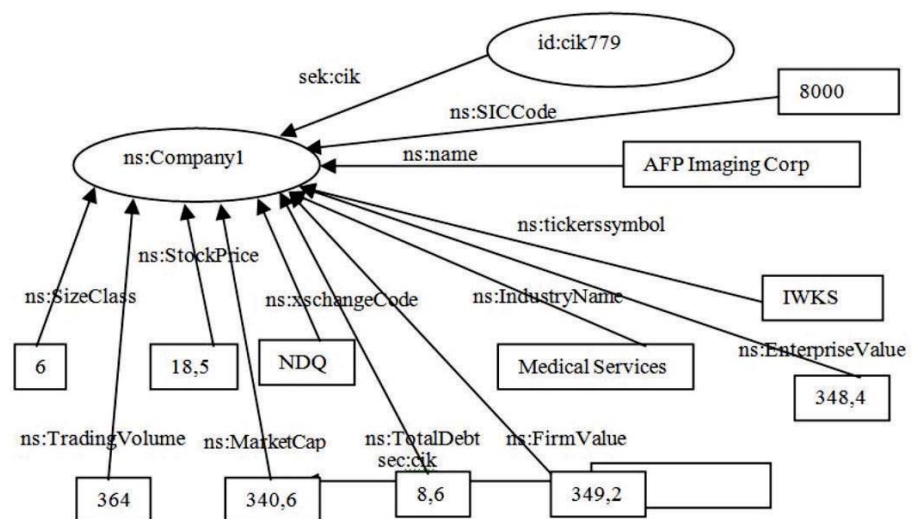 id:cik779
sek:cik
8000
ns:SICCode
ns:Company1
ns:name
AFP Imaging Corp
ns:tickerssymbol
ns:StockPrice
ns:SizeClass
ns:xschangeCode
ns:IndustryName
IWKS
ns:EnterpriseValue
6
18,5
NDQ
Medical Services
348,4
ns:TradingVolume
ns:MarketCap
ns:TotalDebt
ns:FirmValue
sec:cik
364
340,6
8,6
349,2